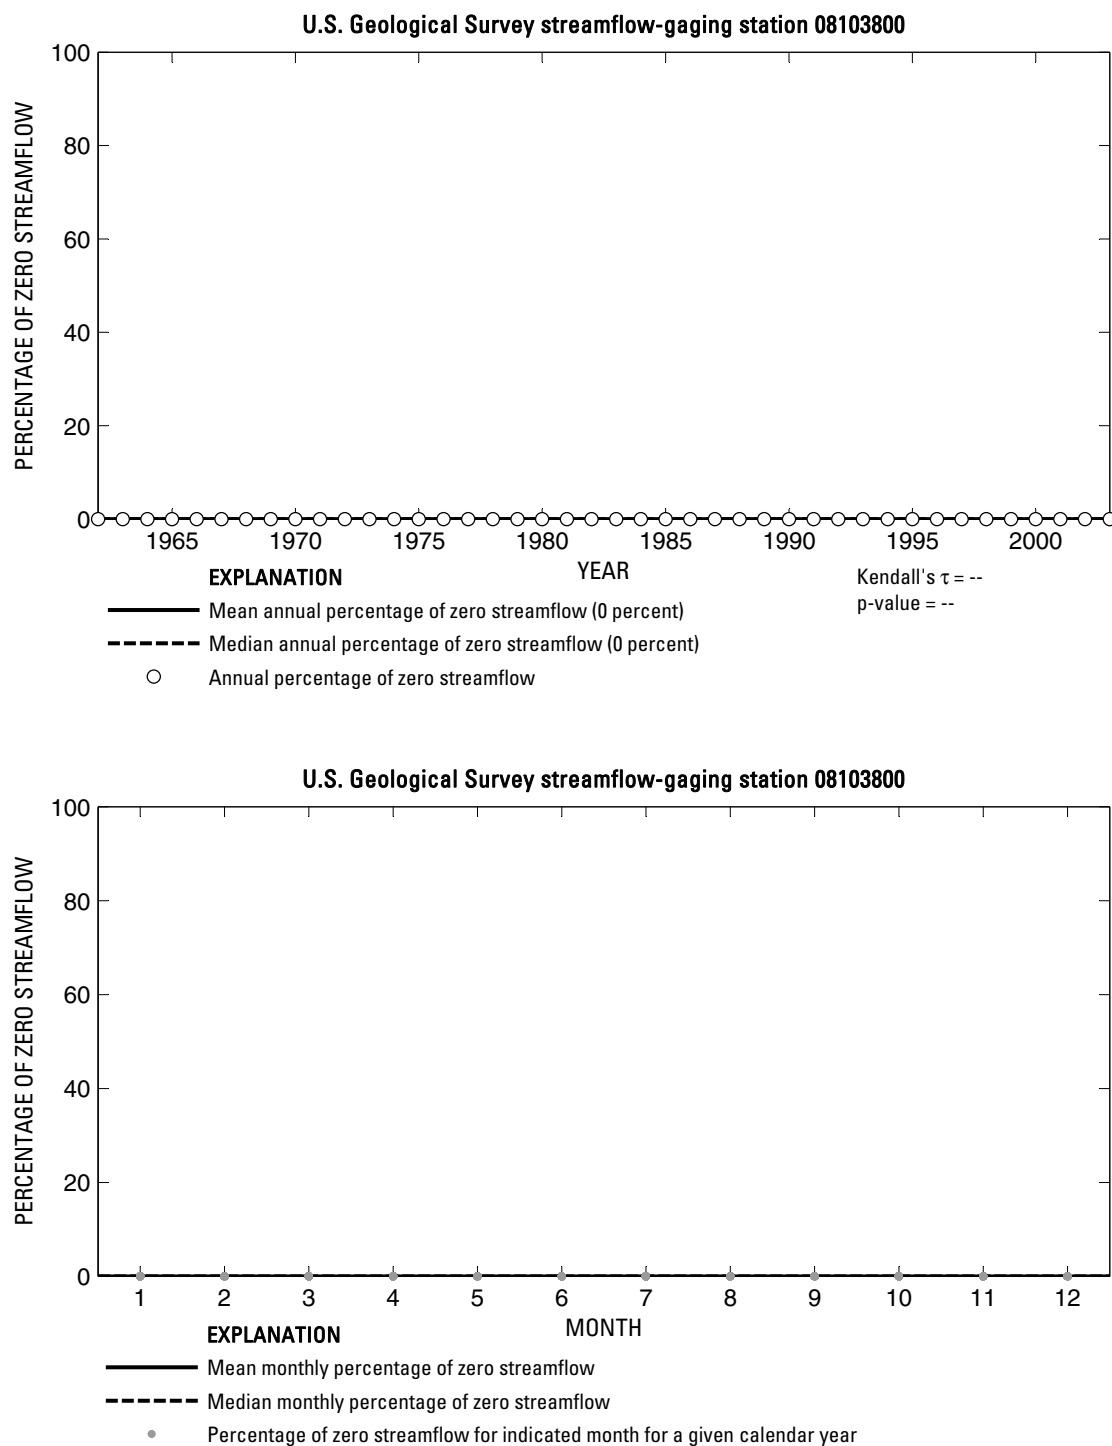 U.S. Geological Survey streamflow-gaging station 08103800
100
80
60
40
20
0
PERCENTAGE OF ZERO STREAMFLOW
1965 1970 1975 1980 1985 1990 1995 2000
YEAR
EXPLANATION
Mean annual percentage of zero streamflow (0 percent)
Median annual percentage of zero streamflow (0 percent)
Annual percentage of zero streamflow
Kendall's τ = --
p-value = --
U.S. Geological Survey streamflow-gaging station 08103800
100
80
60
40
20
0
PERCENTAGE OF ZERO STREAMFLOW
1 2 3 4 5 6 7 8 9 10 11 12
MONTH
EXPLANATION
Mean monthly percentage of zero streamflow
Median monthly percentage of zero streamflow
Percentage of zero streamflow for indicated month for a given calendar year